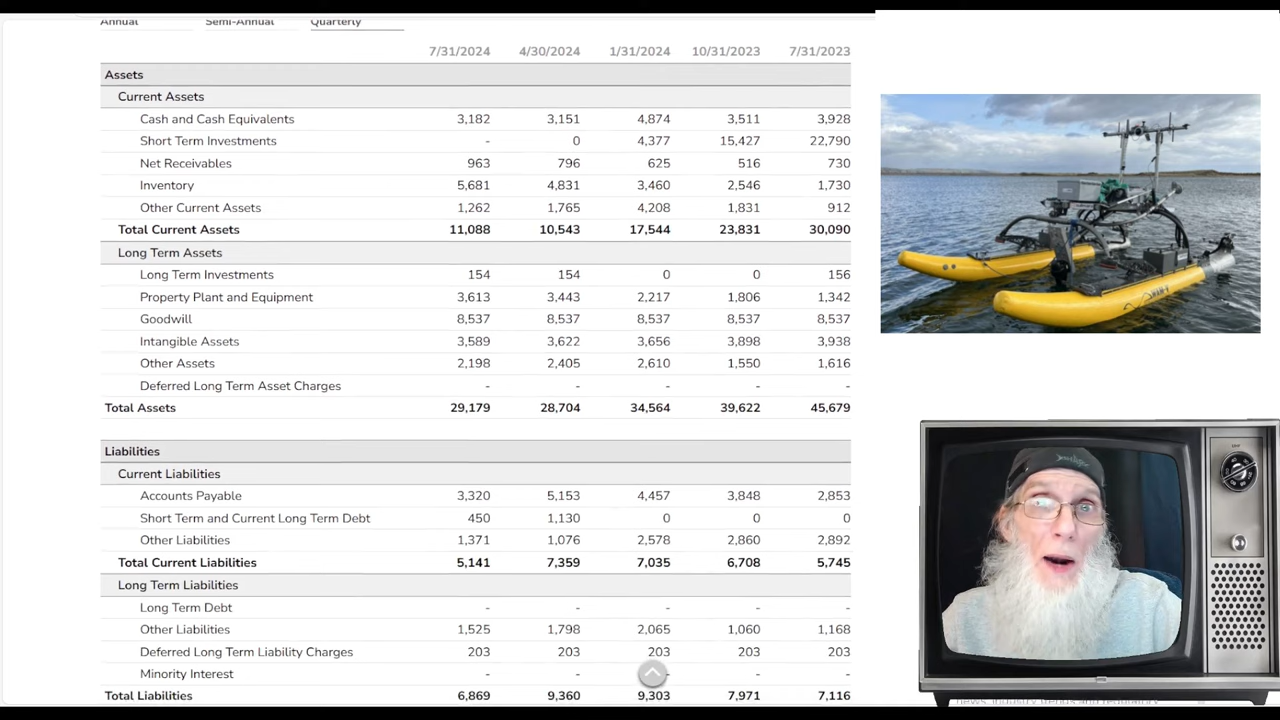 Annual Semi-Annual Quarterly
7/31/2024 4/30/2024 1/31/2024 10/31/2023 7/31/2023
Assets
Current Assets
Cash and Cash Equivalents 3,182 3,151 4,874 3,511 3,928
Short Term Investments - 0 4,377 15,427 22,790
Net Receivables 963 796 625 516 730
Inventory 5,681 4,831 3,460 2,546 1,730
Other Current Assets 1,262 1,765 4,208 1,831 912
Total Current Assets 11,088 10,543 17,544 23,831 30,090
Long Term Assets
Long Term Investments 154 154 0 0 156
Property Plant and Equipment 3,613 3,443 2,217 1,806 1,342
Goodwill 8,537 8,537 8,537 8,537 8,537
Intangible Assets 3,589 3,622 3,656 3,898 3,938
Other Assets 2,198 2,405 2,610 1,550 1,616
Deferred Long Term Asset Charges - - - - -
Total Assets 29,179 28,704 34,564 39,622 45,679
Liabilities
Current Liabilities
Accounts Payable 3,320 5,153 4,457 3,848 2,853
Short Term and Current Long Term Debt 450 1,130 0 0 0
Other Liabilities 1,371 1,076 2,578 2,860 2,892
Total Current Liabilities 5,141 7,359 7,035 6,708 5,745
Long Term Liabilities
Long Term Debt - - - - -
Other Liabilities 1,525 1,798 2,065 1,060 1,168
Deferred Long Term Liability Charges 203 203 203 203 203
Minority Interest - - - - -
Total Liabilities 6,869 9,360 9,303 7,971 7,116
news, industry trends and regulatory